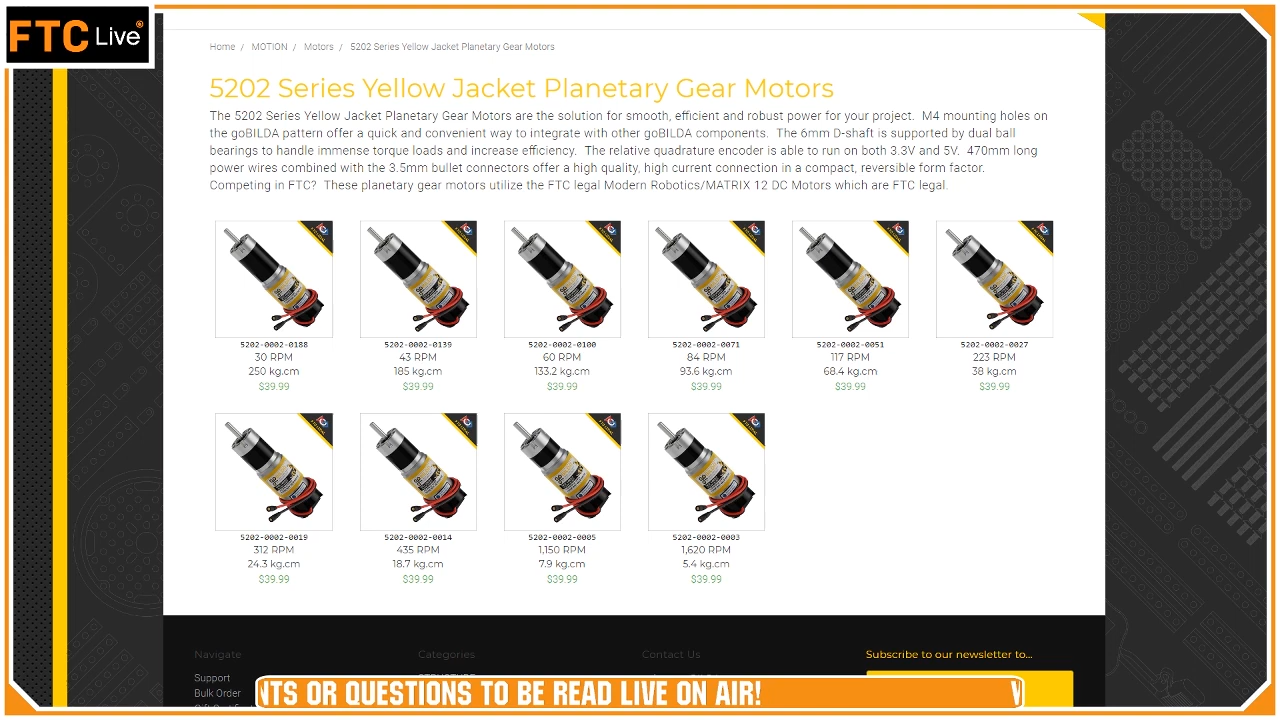 FTC Live
Home / MOTION / Motors / 5202 Series Yellow Jacket Planetary Gear Motors
5202 Series Yellow Jacket Planetary Gear Motors
The 5202 Series Yellow Jacket Planetary Gear Motors are the solution for smooth, efficient and robust power for your project. M4 mounting holes on
the goBILDA pattern offer a quick and convenient way to integrate with other goBILDA components. The 6mm D-shaft is supported by dual ball
bearings to handle immense torque loads and increase efficiency. The relative quadrature encoder is able to run on both 3.3V and 5V. 470mm long
power wires combined with the 3.5mm bullet connectors offer a high quality, high current connection in a compact, reversible form factor.
Competing in FTC? These planetary gear motors utilize the FTC legal Modern Robotics/MATRIX 12 DC Motors which are FTC legal.
5202-0002-0188 5202-0002-0139 5202-0002-0100 5202-0002-0071 5202-0002-0051 5202-0002-0027
30 RPM 43 RPM 60 RPM 84 RPM 117 RPM 223 RPM
250 kg.cm 185 kg.cm 133.2 kg.cm 93.6 kg.cm 68.4 kg.cm 38 kg.cm
$39.99 $39.99 $39.99 $39.99 $39.99 $39.99
5202-0002-0019 5202-0002-0014 5202-0002-0005 5202-0002-0003
312 RPM 435 RPM 1,150 RPM 1,620 RPM
24.3 kg.cm 18.7 kg.cm 7.9 kg.cm 5.4 kg.cm
$39.99 $39.99 $39.99 $39.99
Navigate Categories Contact Us Subscribe to our newsletter to...
Support
Bulk Order
NTS OR QUESTIONS TO BE READ LIVE ON AIR!